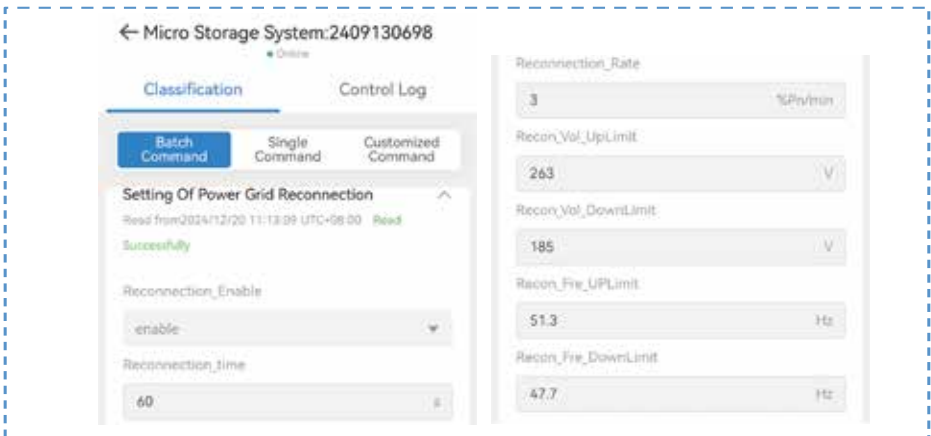 ← Micro Storage System:2409130698
Online
Classification
Control Log
Batch Command
Single Command
Customized Command
Setting Of Power Grid Reconnection
Read from2024/12/20 11:13:09 UTC+08:00 Read
Successfully
Reconnection_Enable
enable
Reconnection_time
60 s
Reconnection_Rate
3 %Pn/min
Recon_Vol_UpLimit
263 V
Recon_Vol_DownLimit
185 V
Recon_Fre_UPLimit
51.3 Hz
Recon_Fre_DownLimit
47.7 Hz